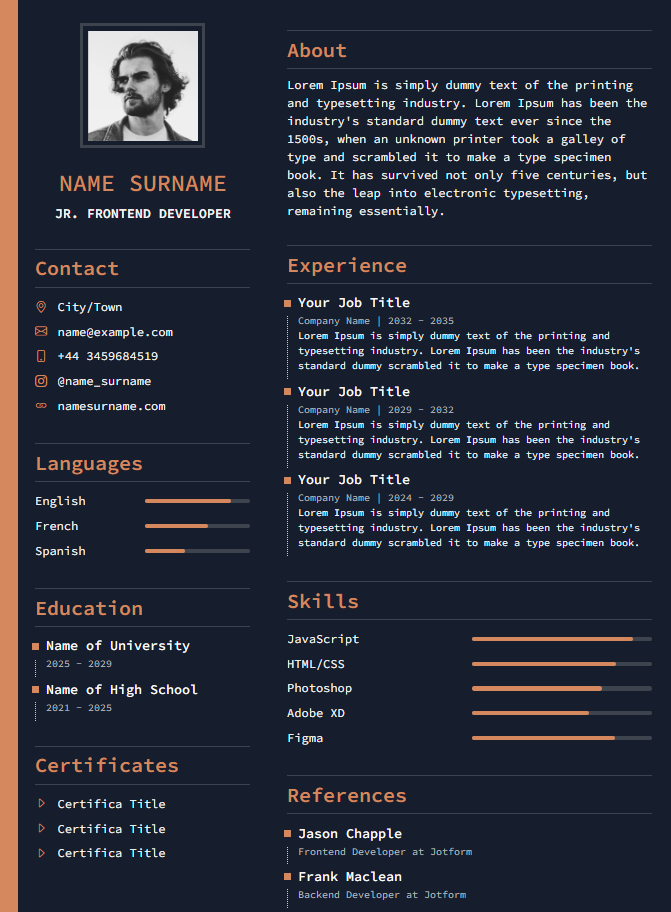 NAME SURNAME
JR. FRONTEND DEVELOPER
Contact
City/Town
name@example.com
+44 3459684519
@name_surname
namesurname.com
Languages
English
French
Spanish
Education
Name of University
2025 - 2029
Name of High School
2021 - 2025
Certificates
Certifica Title
Certifica Title
Certifica Title
About
Lorem Ipsum is simply dummy text of the printing
and typesetting industry. Lorem Ipsum has been the
industry's standard dummy text ever since the
1500s, when an unknown printer took a galley of
type and scrambled it to make a type specimen
book. It has survived not only five centuries, but
also the leap into electronic typesetting,
remaining essentially.
Experience
Your Job Title
Company Name | 2032 - 2035
Lorem Ipsum is simply dummy text of the printing and
typesetting industry. Lorem Ipsum has been the industry's
standard dummy scrambled it to make a type specimen book.
Your Job Title
Company Name | 2029 - 2032
Lorem Ipsum is simply dummy text of the printing and
typesetting industry. Lorem Ipsum has been the industry's
standard dummy scrambled it to make a type specimen book.
Your Job Title
Company Name | 2024 - 2029
Lorem Ipsum is simply dummy text of the printing and
typesetting industry. Lorem Ipsum has been the industry's
standard dummy scrambled it to make a type specimen book.
Skills
JavaScript
HTML/CSS
Photoshop
Adobe XD
Figma
References
Jason Chapple
Frontend Developer at Jotform
Frank Maclean
Backend Developer at Jotform